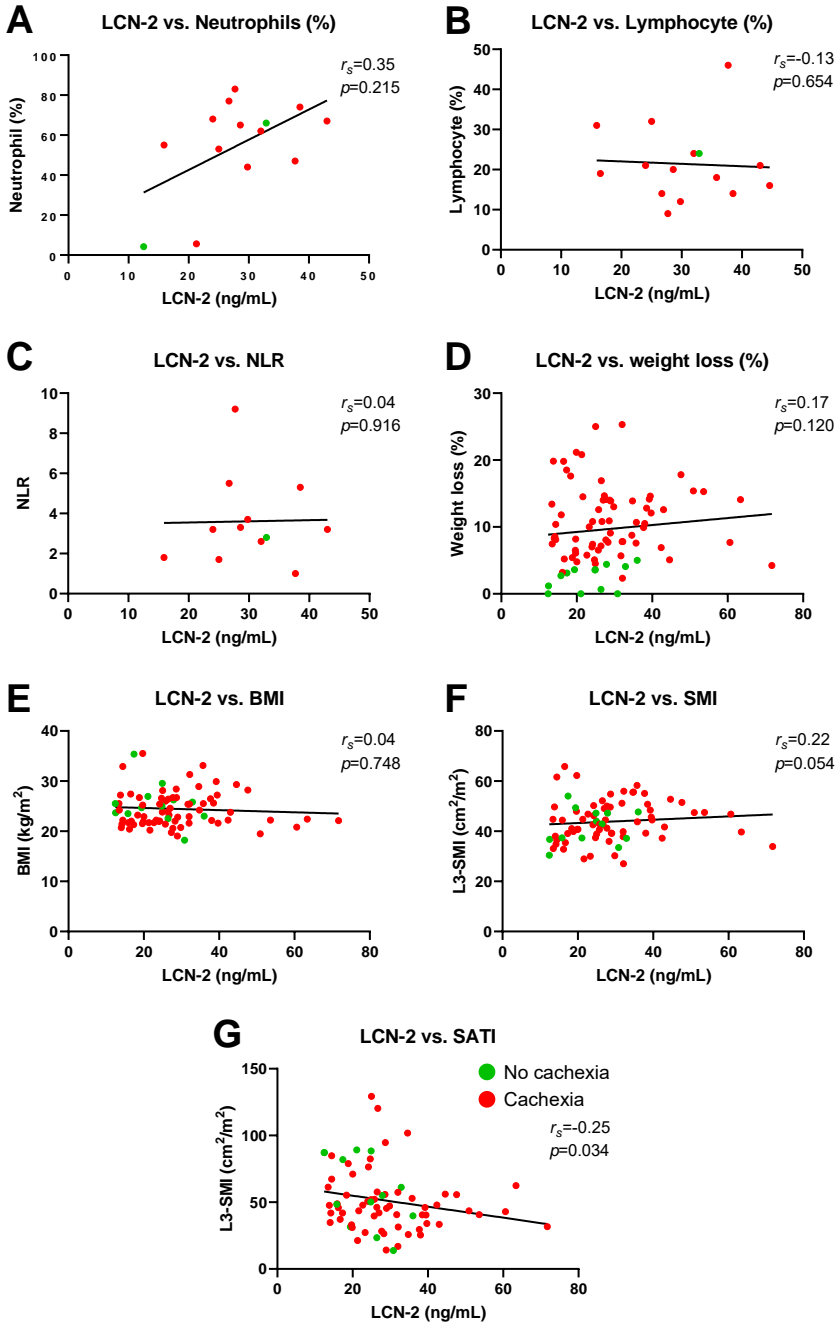 A
LCN-2 vs. Neutrophils (%)
rs=0.35
p=0.215
Neutrophil (%)
100
80
60
40
20
0
0 10 20 30 40 50
LCN-2 (ng/mL)
B
LCN-2 vs. Lymphocyte (%)
rs=-0.13
p=0.654
Lymphocyte (%)
50
40
30
20
10
0
0 10 20 30 40 50
LCN-2 (ng/mL)
C
LCN-2 vs. NLR
rs=0.04
p=0.916
NLR
10
8
6
4
2
0
0 10 20 30 40 50
LCN-2 (ng/mL)
D
LCN-2 vs. weight loss (%)
rs=0.17
p=0.120
Weight loss (%)
30
20
10
0
0 20 40 60 80
LCN-2 (ng/mL)
E
LCN-2 vs. BMI
rs=0.04
p=0.748
BMI (kg/m²)
40
30
20
10
0
0 20 40 60 80
LCN-2 (ng/mL)
F
LCN-2 vs. SMI
rs=0.22
p=0.054
L3-SMI (cm²/m²)
80
60
40
20
0
0 20 40 60 80
LCN-2 (ng/mL)
G
LCN-2 vs. SATI
No cachexia
Cachexia
rs=-0.25
p=0.034
L3-SMI (cm²/m²)
150
100
50
0
0 20 40 60 80
LCN-2 (ng/mL)